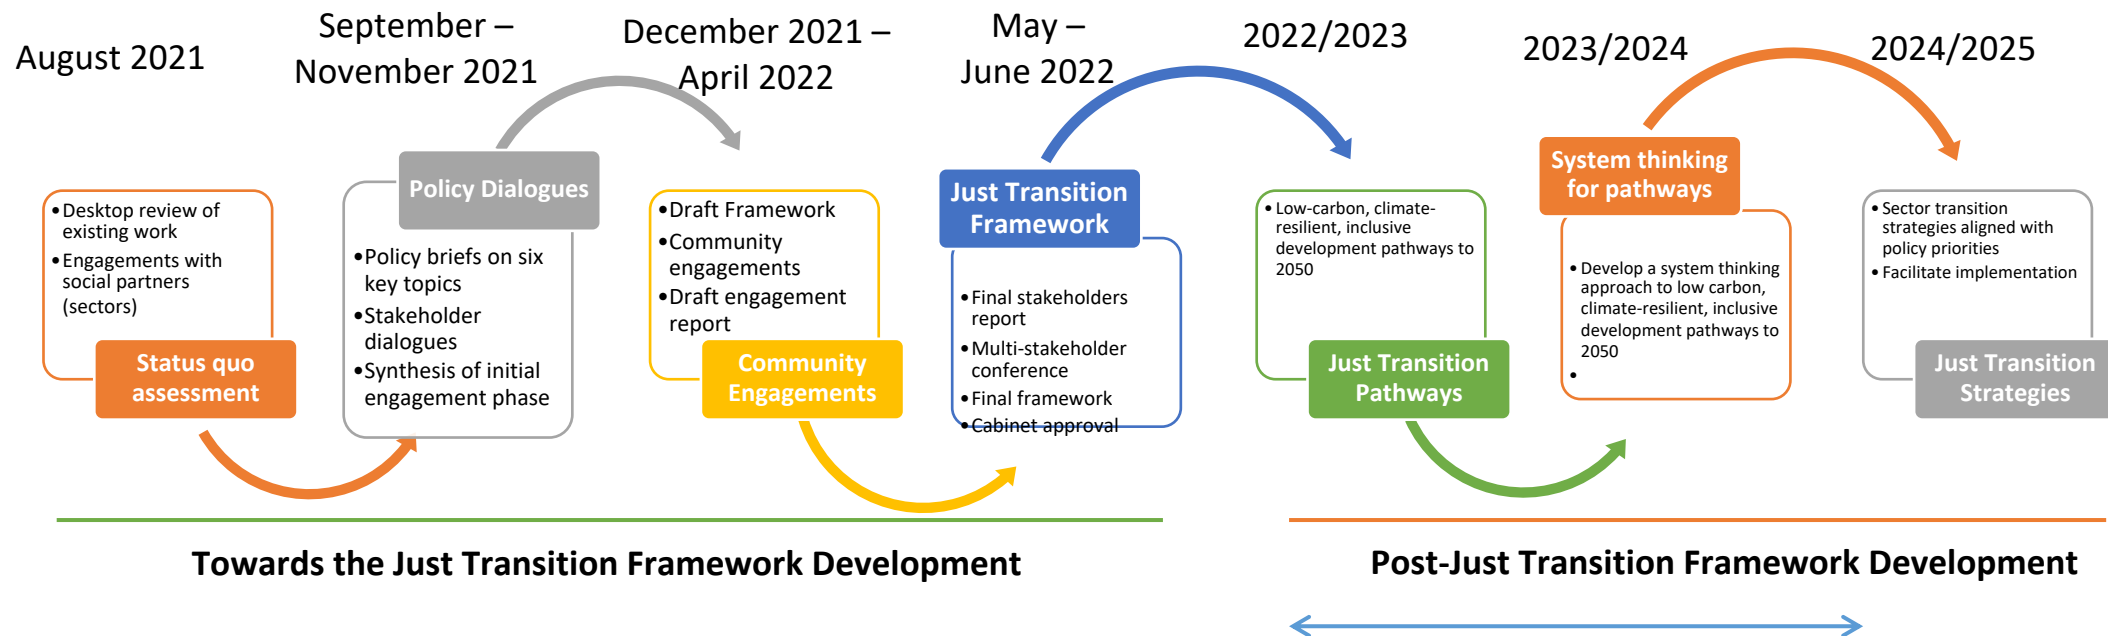 August 2021
September –
November 2021
December 2021 –
April 2022
May –
June 2022
2022/2023
2023/2024
2024/2025
• Desktop review of
existing work
• Engagements with
social partners
(sectors)
Status quo
assessment
Policy Dialogues
• Policy briefs on six
key topics
• Stakeholder
dialogues
• Synthesis of initial
engagement phase
• Draft Framework
• Community
engagements
• Draft engagement
report
Community
Engagements
Just Transition
Framework
• Final stakeholders
report
• Multi-stakeholder
conference
• Final framework
• Cabinet approval
• Low-carbon, climate-
resilient, inclusive
development pathways to
2050
Just Transition
Pathways
System thinking
for pathways
• Develop a system thinking
approach to low carbon,
climate-resilient, inclusive
development pathways to
2050
•
• Sector transition
strategies aligned with
policy priorities
• Facilitate implementation
Just Transition
Strategies
Towards the Just Transition Framework Development
Post-Just Transition Framework Development